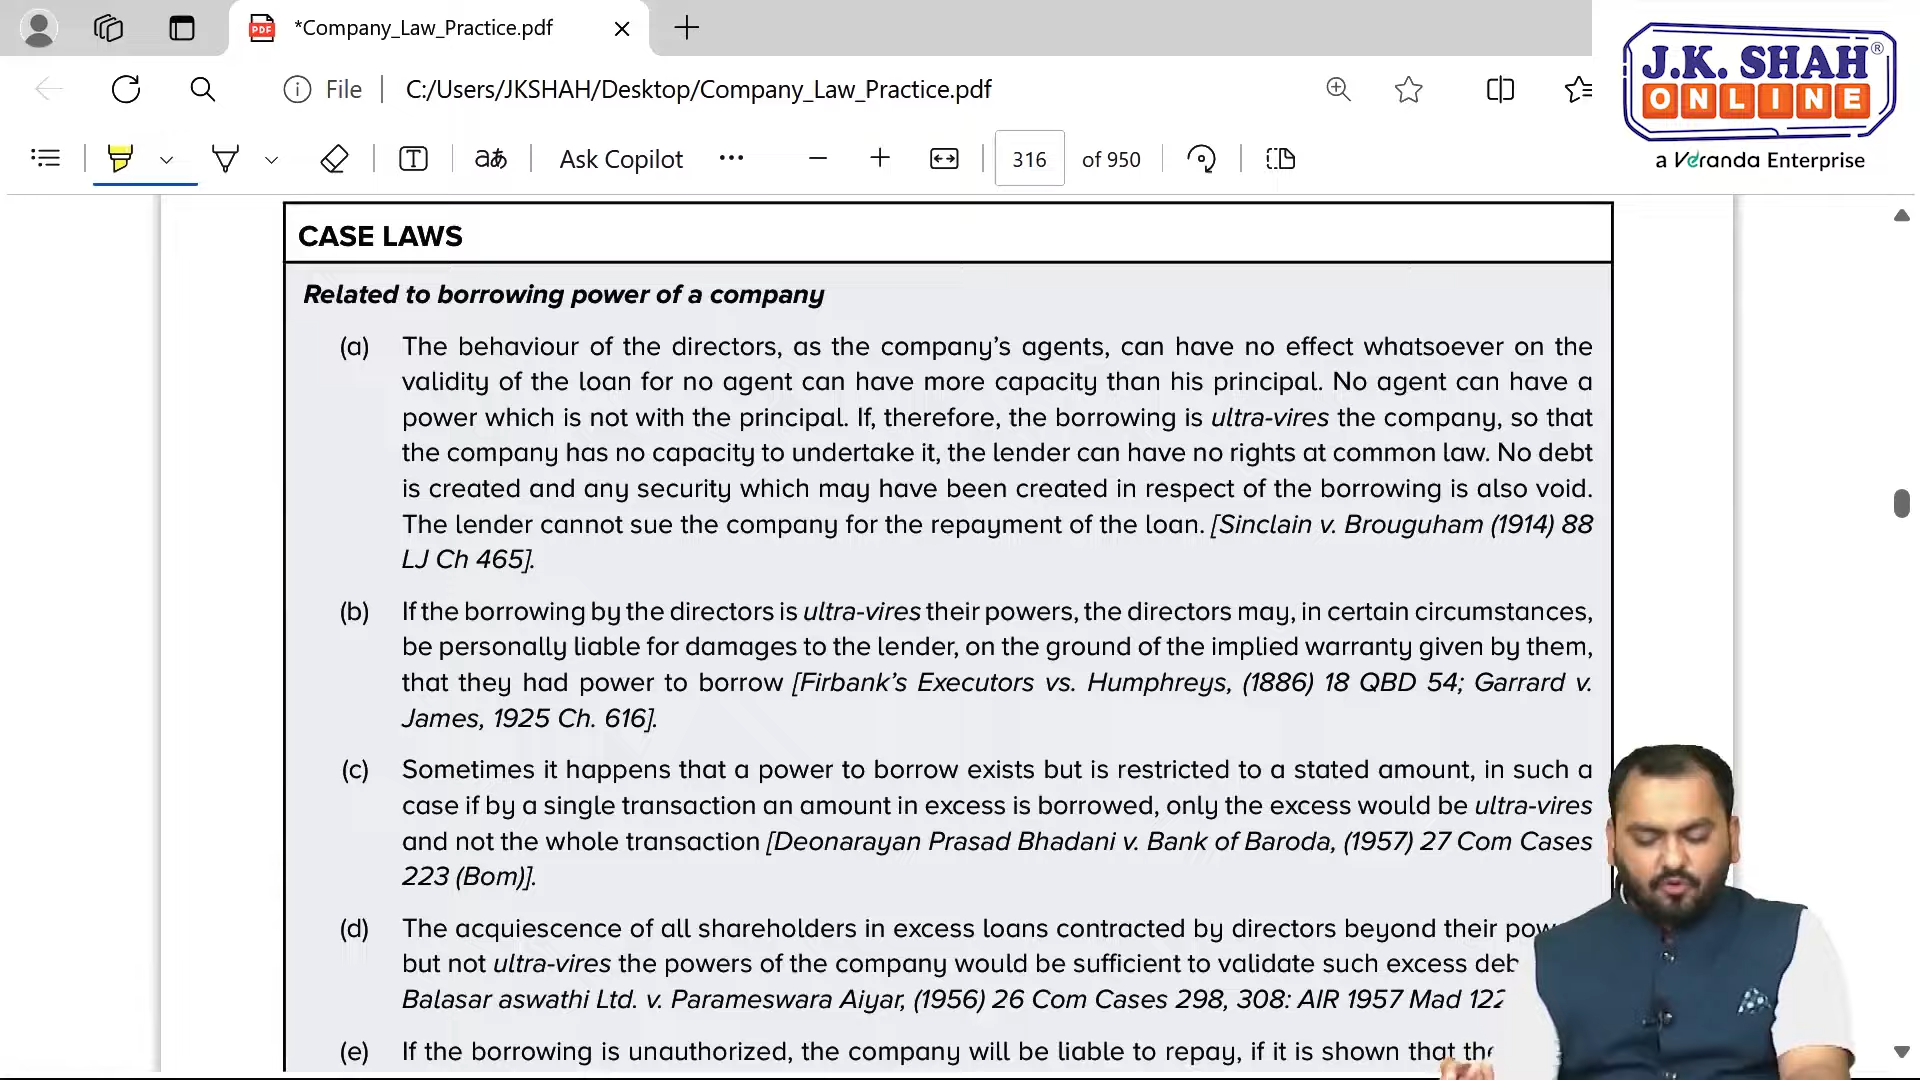 *Company_Law_Practice.pdf
J.K. SHAH®
ONLINE
a Veranda Enterprise
File
C:/Users/JKSHAH/Desktop/Company_Law_Practice.pdf
Ask Copilot
316 of 950
CASE LAWS
Related to borrowing power of a company
(a) The behaviour of the directors, as the company’s agents, can have no effect whatsoever on the
validity of the loan for no agent can have more capacity than his principal. No agent can have a
power which is not with the principal. If, therefore, the borrowing is ultra-vires the company, so that
the company has no capacity to undertake it, the lender can have no rights at common law. No debt
is created and any security which may have been created in respect of the borrowing is also void.
The lender cannot sue the company for the repayment of the loan. [Sinclain v. Brouguham (1914) 88
LJ Ch 465].
(b) If the borrowing by the directors is ultra-vires their powers, the directors may, in certain circumstances,
be personally liable for damages to the lender, on the ground of the implied warranty given by them,
that they had power to borrow [Firbank’s Executors vs. Humphreys, (1886) 18 QBD 54; Garrard v.
James, 1925 Ch. 616].
(c) Sometimes it happens that a power to borrow exists but is restricted to a stated amount, in such a
case if by a single transaction an amount in excess is borrowed, only the excess would be ultra-vires
and not the whole transaction [Deonarayan Prasad Bhadani v. Bank of Baroda, (1957) 27 Com Cases
223 (Bom)].
(d) The acquiescence of all shareholders in excess loans contracted by directors beyond their
but not ultra-vires the powers of the company would be sufficient to validate such excess
Balasar aswathi Ltd. v. Parameswara Aiyar, (1956) 26 Com Cases 298, 308: AIR 1957 Mad 122
(e) If the borrowing is unauthorized, the company will be liable to repay, if it is shown that